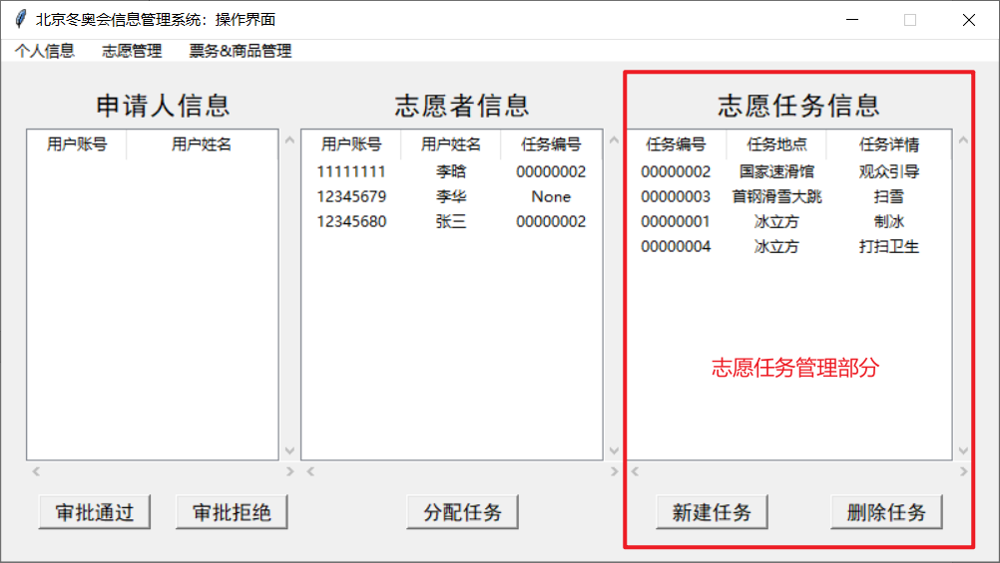 北京冬奥会信息管理系统：操作界面
个人信息 志愿管理 票务&商品管理
申请人信息 志愿者信息 志愿任务信息
用户账号 用户姓名 用户账号 用户姓名 任务编号 任务编号 任务地点 任务详情
11111111 李晗 00000002 00000002 国家速滑馆 观众引导
12345679 李华 None 00000003 首钢滑雪大跳 扫雪
12345680 张三 00000002 00000001 冰立方 制冰
00000004 冰立方 打扫卫生
志愿任务管理部分
审批通过 审批拒绝 分配任务 新建任务 删除任务